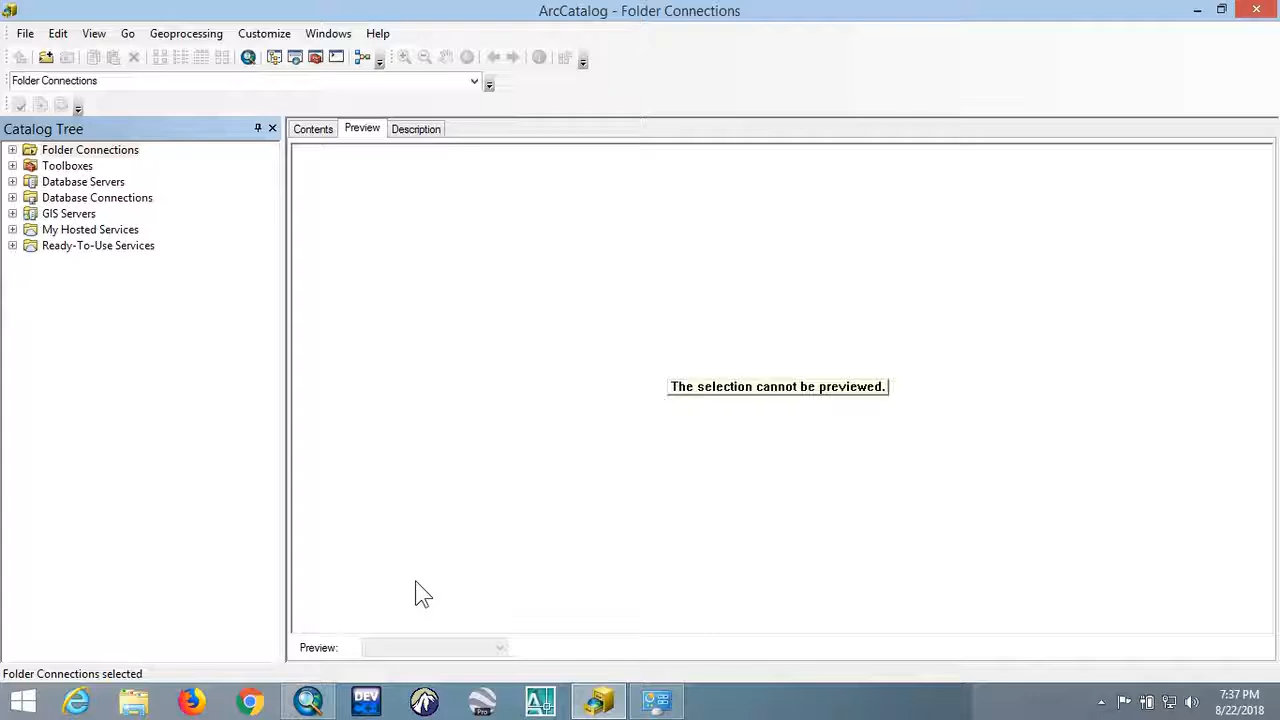 ArcCatalog - Folder Connections
File Edit View Go Geoprocessing Customize Windows Help
Folder Connections
Catalog Tree
Contents Preview Description
Folder Connections
Toolboxes
Database Servers
Database Connections
GIS Servers
My Hosted Services
Ready-To-Use Services
The selection cannot be previewed.
Preview:
Folder Connections selected
DEV
Pro
7:37 PM
8/22/2018